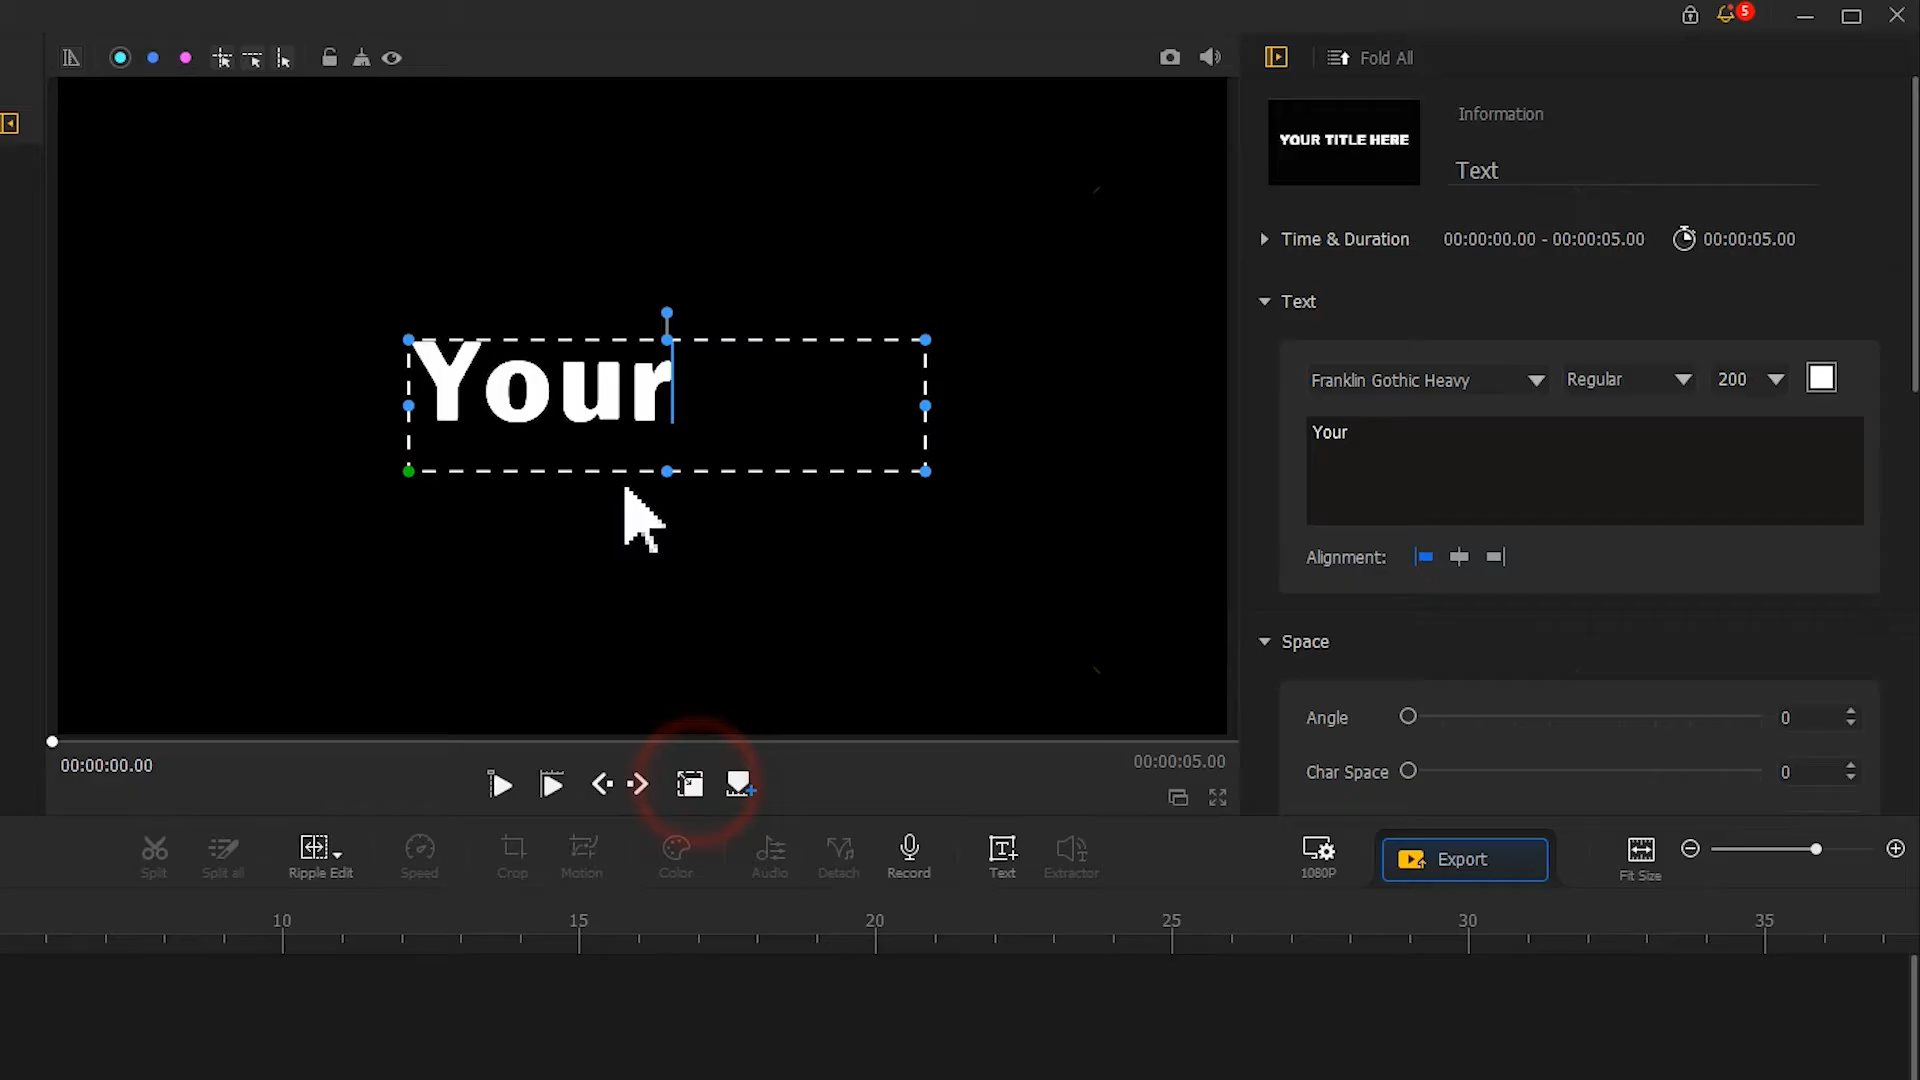 5
Fold All
YOUR TITLE HERE
Information
Text
Time & Duration 00:00:00.00 - 00:00:05.00 00:00:05.00
Text
Franklin Gothic Heavy Regular 200
Your
Your
Alignment:
Space
Angle 0
Char Space 0
00:00:00.00
00:00:05.00
Split
Split all
Ripple Edit
Speed
Crop
Motion
Color
Audio
Detach
Record
Text
Extractor
1080P
Export
Fit Size
10 15 20 25 30 35